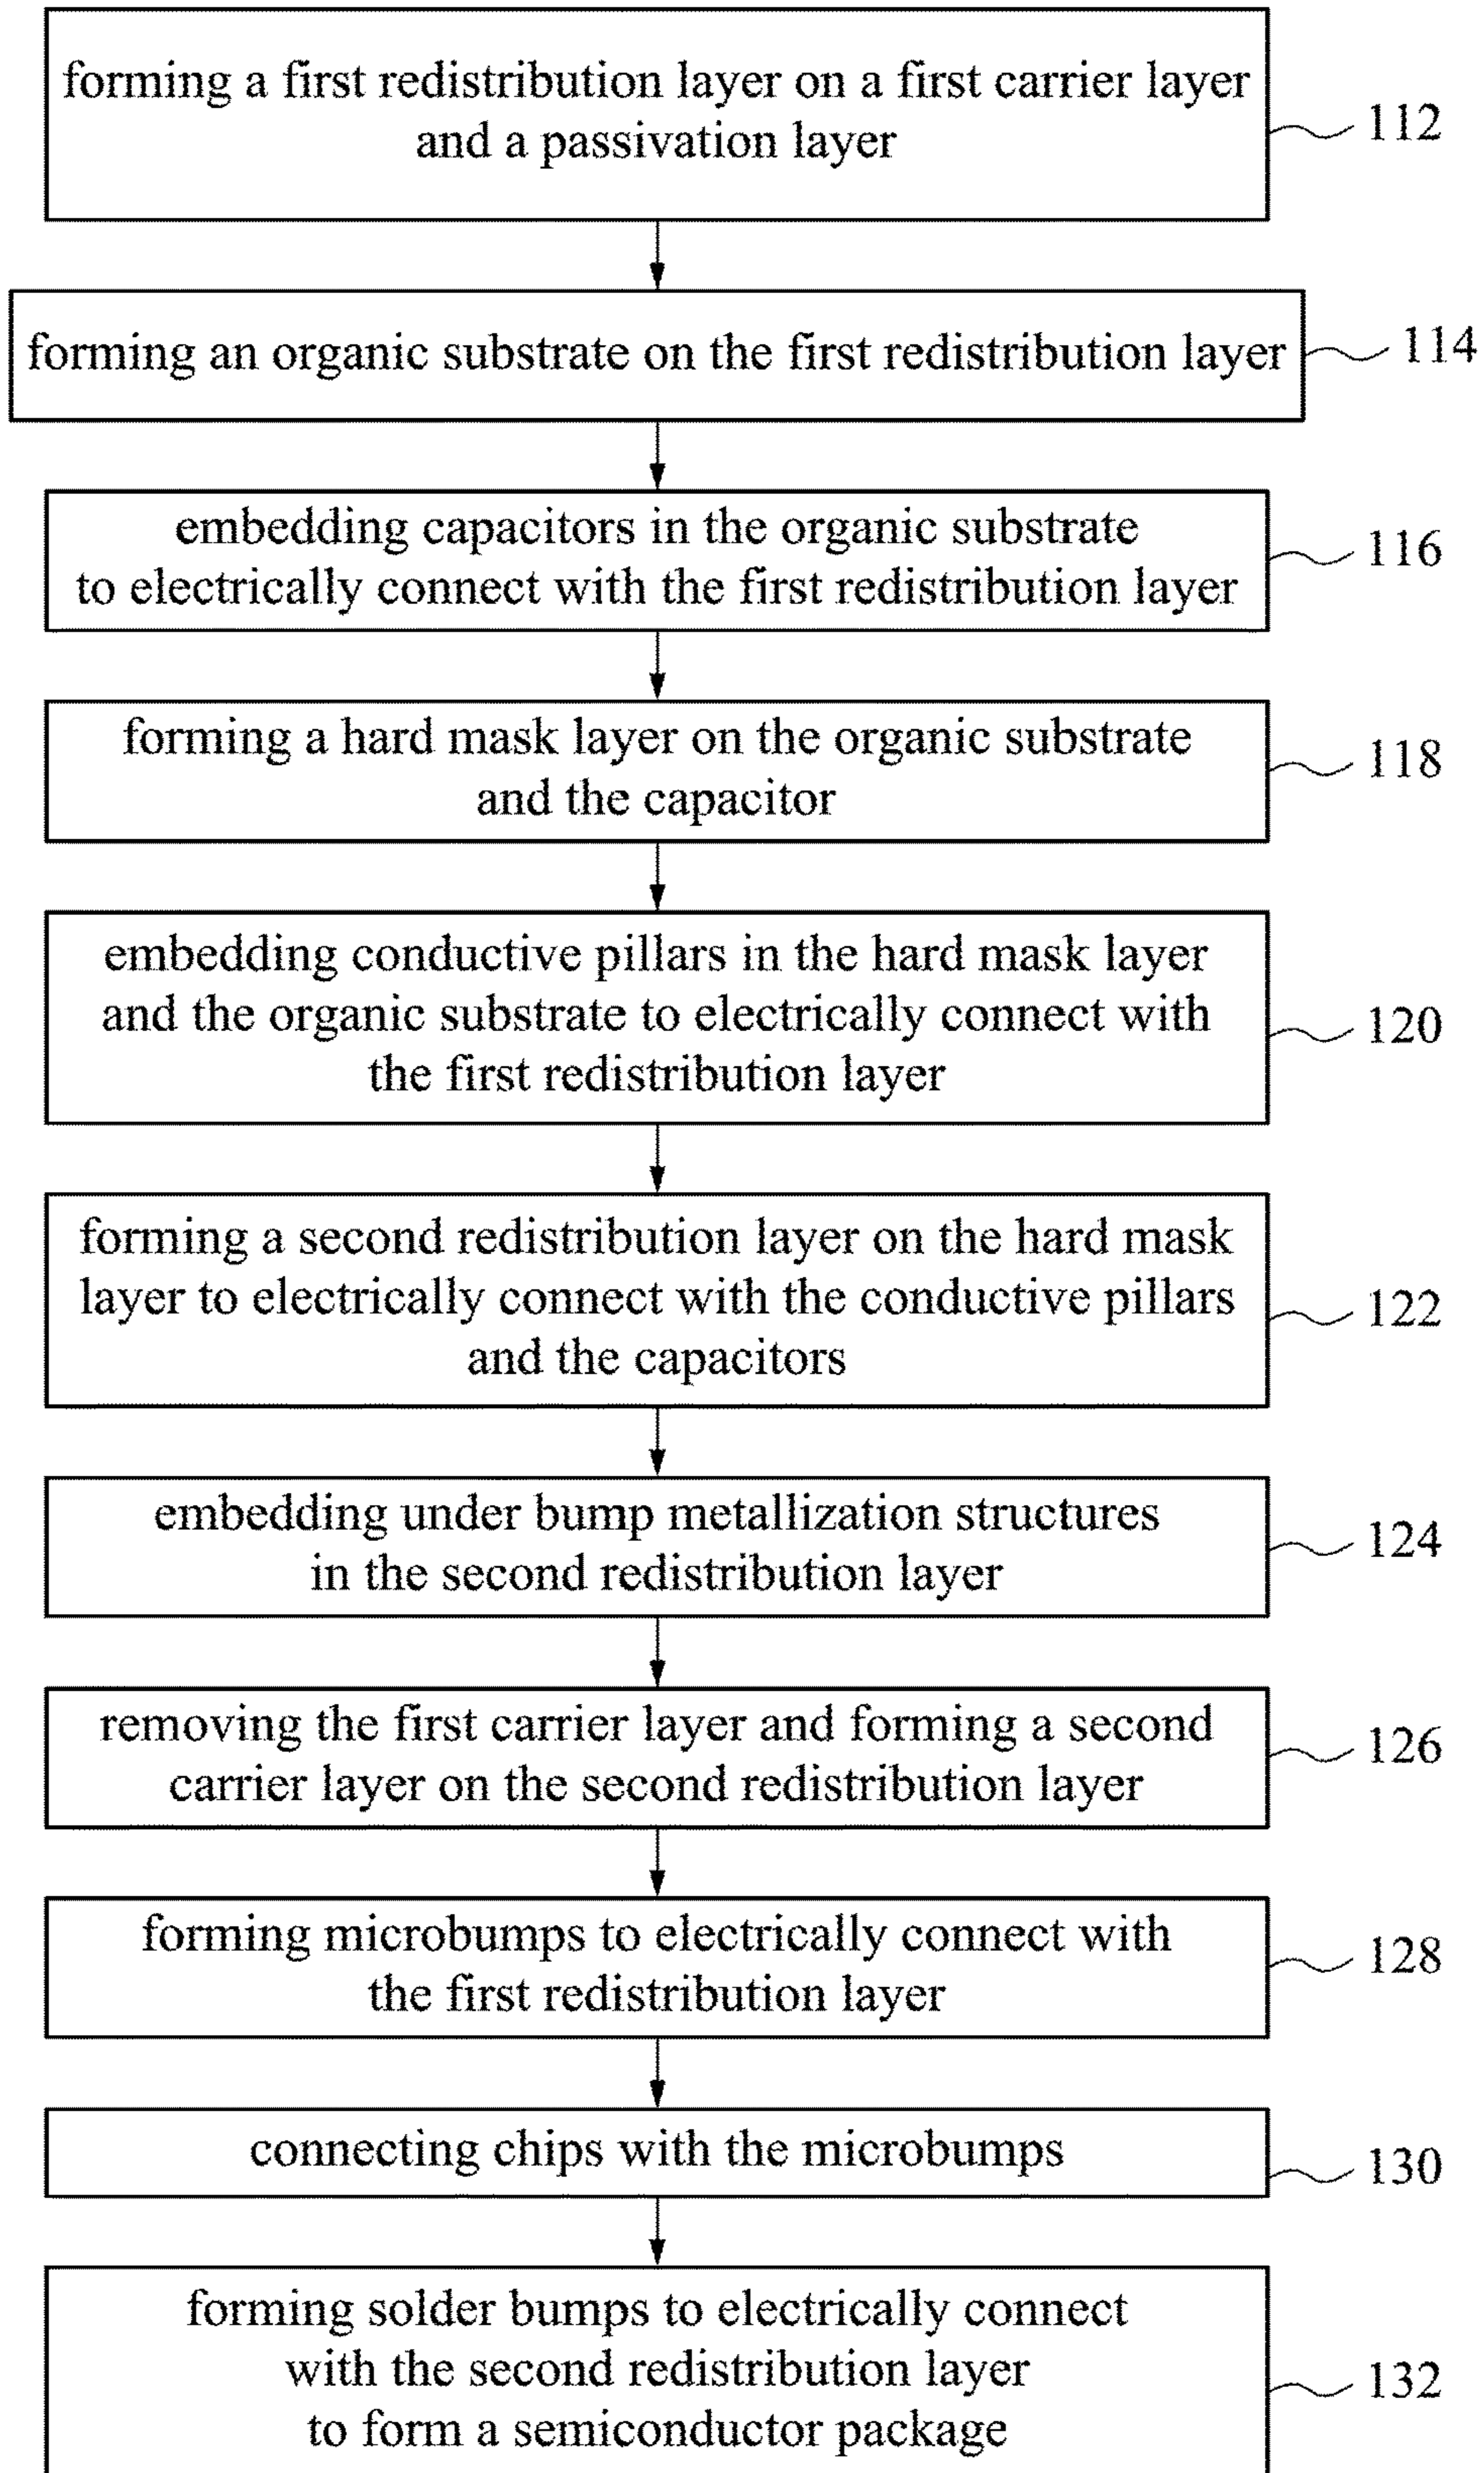 forming a first redistribution layer on a first carrier layer
and a passivation layer
112
forming an organic substrate on the first redistribution layer
114
embedding capacitors in the organic substrate
to electrically connect with the first redistribution layer
116
forming a hard mask layer on the organic substrate
and the capacitor
118
embedding conductive pillars in the hard mask layer
and the organic substrate to electrically connect with
the first redistribution layer
120
forming a second redistribution layer on the hard mask
layer to electrically connect with the conductive pillars
and the capacitors
122
embedding under bump metallization structures
in the second redistribution layer
124
removing the first carrier layer and forming a second
carrier layer on the second redistribution layer
126
forming microbumps to electrically connect with
the first redistribution layer
128
connecting chips with the microbumps
130
forming solder bumps to electrically connect
with the second redistribution layer
to form a semiconductor package
132